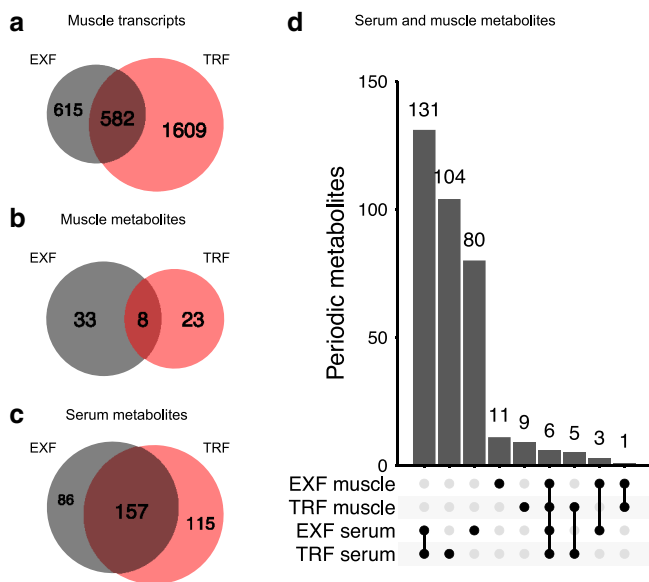 a
Muscle transcripts
EXF
TRF
615
582
1609
b
Muscle metabolites
EXF
TRF
33
8
23
c
Serum metabolites
EXF
TRF
86
157
115
d
Serum and muscle metabolites
Periodic metabolites
150
100
50
0
131
104
80
11
9
6
5
3
1
EXF muscle
TRF muscle
EXF serum
TRF serum